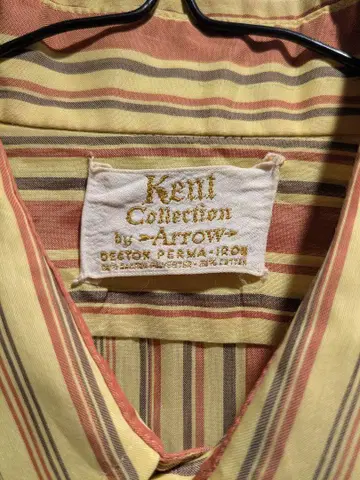 Kent
Collection
by Arrow
DECTON PERMA-IRON